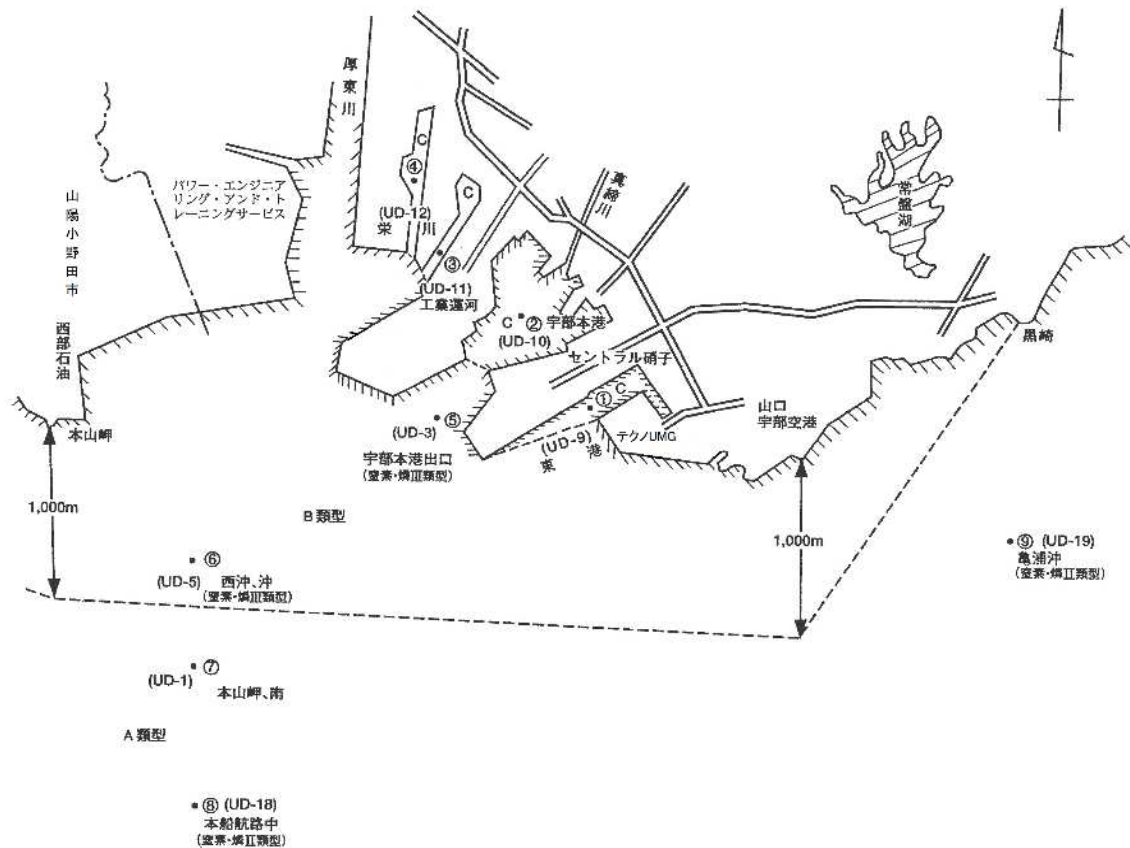 厚東川
C
④
パワー・エンジニア
リング・アンド・ト
レーニングサービス
(UD-12)
栄川
C
③
(UD-11)
工業運河
真締川
常盤湖
山陽小野田市
西部石油
C
②
宇部本港
(UD-10)
セントラル硝子
黒崎
C
①
(UD-9)
東港
テクノUMG
山口
宇部空港
本山岬
⑤
(UD-3)
宇部本港出口
(窒素・燐Ⅲ類型)
1,000m
B類型
1,000m
⑨ (UD-19)
亀浦沖
(窒素・燐Ⅱ類型)
⑥
(UD-5) 西沖、沖
(窒素・燐Ⅲ類型)
⑦
(UD-1)
本山岬、南
A類型
⑧ (UD-18)
本船航路中
(窒素・燐Ⅱ類型)